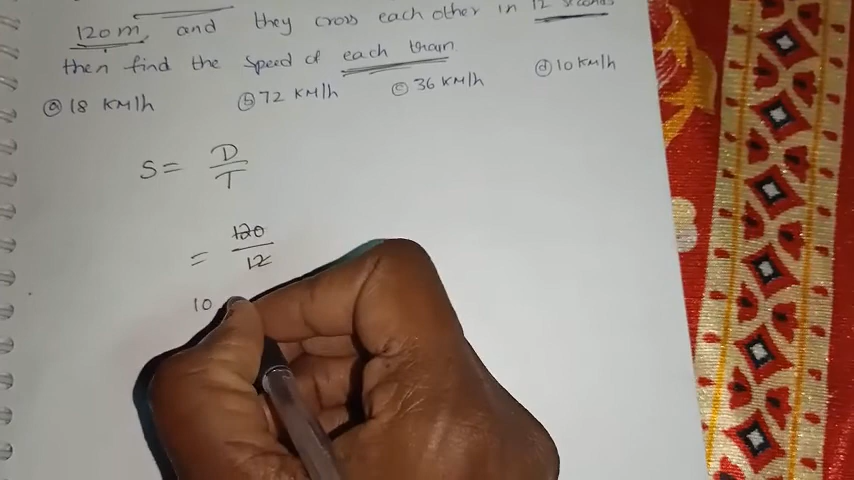 120 m, and they cross each other in 12 seconds
then find the speed of each train
ⓐ 18 KM/h ⓑ 72 KM/h ⓒ 36 KM/h ⓓ 10 KM/h
S = D/T
= 120/12
10